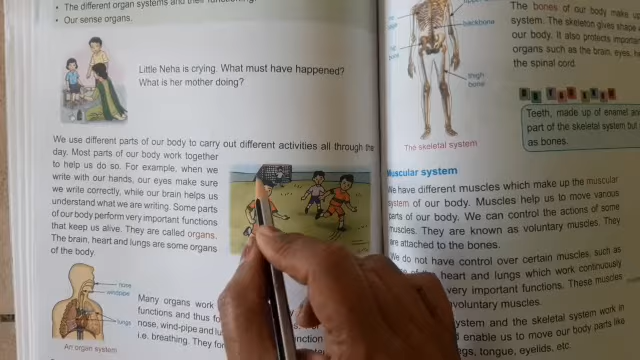 • The different organ systems and their functioning.
• Our sense organs.
Little Neha is crying. What must have happened?
What is her mother doing?
We use different parts of our body to carry out different activities all through the
day. Most parts of our body work together
to help us do so. For example, when we
write with our hands, our eyes make sure
we write correctly, while our brain helps us
understand what we are writing. Some parts
of our body perform very important functions
that keep us alive. They are called organs.
The brain, heart and lungs are some organs
of the body.
nose
windpipe
lungs
An organ system
Many organs work
functions and thus fo
nose, wind-pipe and lu
i.e. breathing. They for
backbone
thigh
bone
The skeletal system
The bones of our body make
system. The skeleton gives shape
our body. It also protects important
organs such as the brain, eyes, he
the spinal cord.
Teeth, made up of enamel and
part of the skeletal system but
as bones.
Muscular system
We have different muscles which make up the muscular
system of our body. Muscles help us to move various
parts of our body. We can control the actions of some
muscles. They are known as voluntary muscles. They
are attached to the bones.
We do not have control over certain muscles, such
of the heart and lungs which work continuously
very important functions. These muscles
involuntary muscles.
system and the skeletal system work in
enable us to move our body parts like
legs, tongue, eyelids, etc.